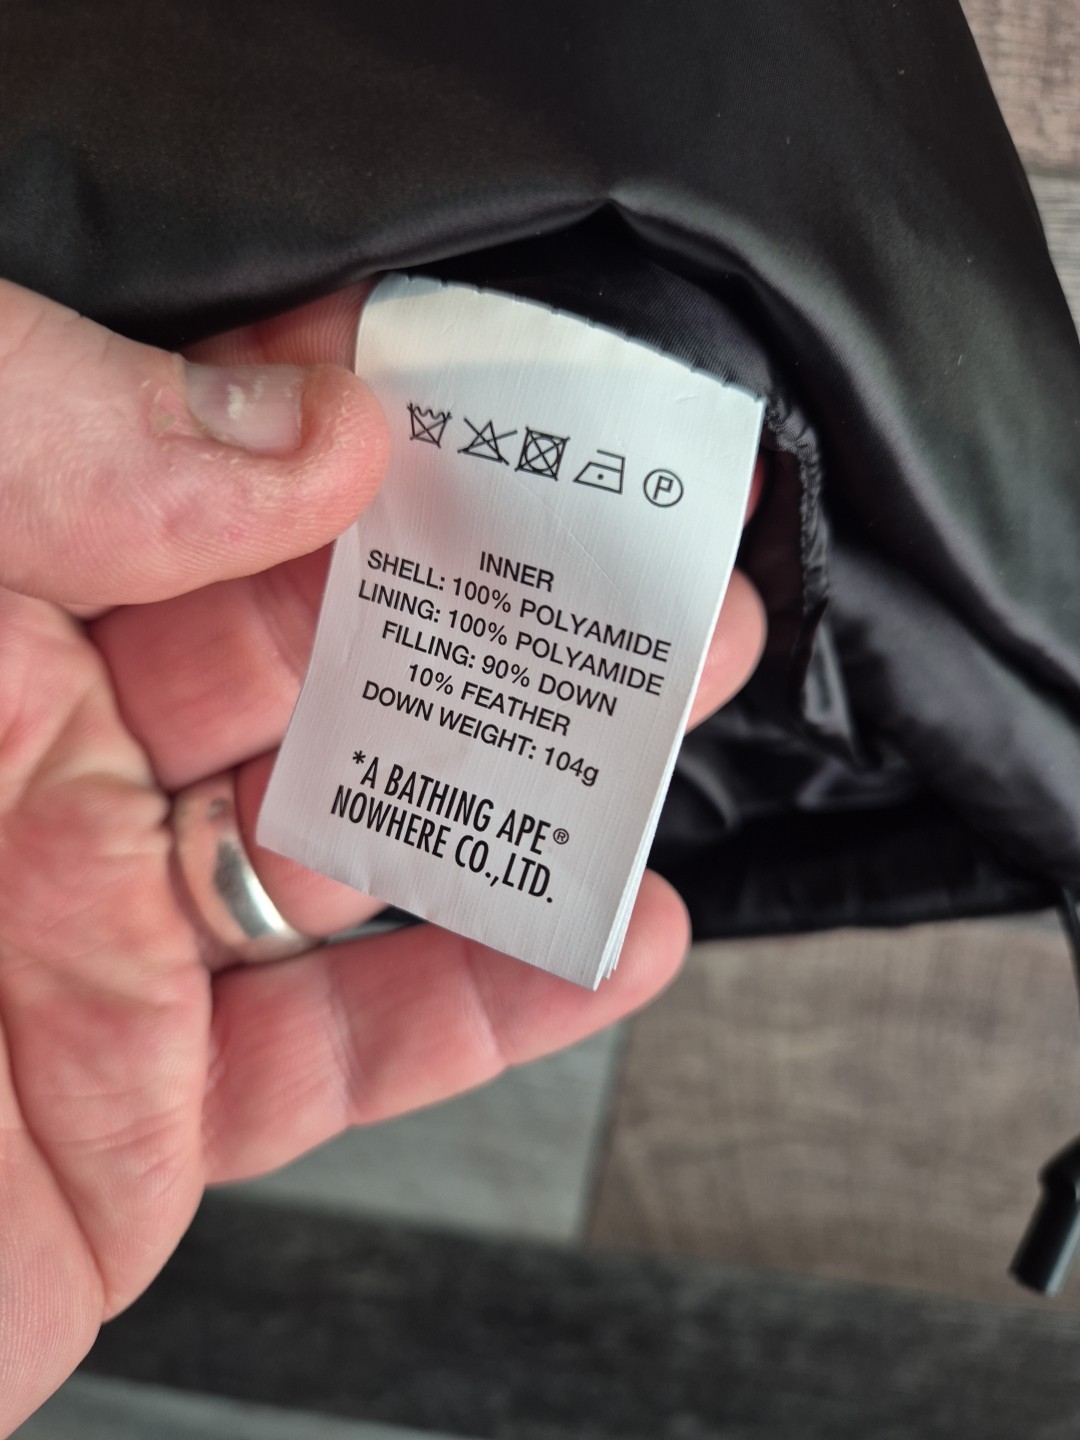 P
INNER
SHELL: 100% POLYAMIDE
LINING: 100% POLYAMIDE
FILLING: 90% DOWN
10% FEATHER
DOWN WEIGHT: 104g
*A BATHING APE®
NOWHERE CO.,LTD.